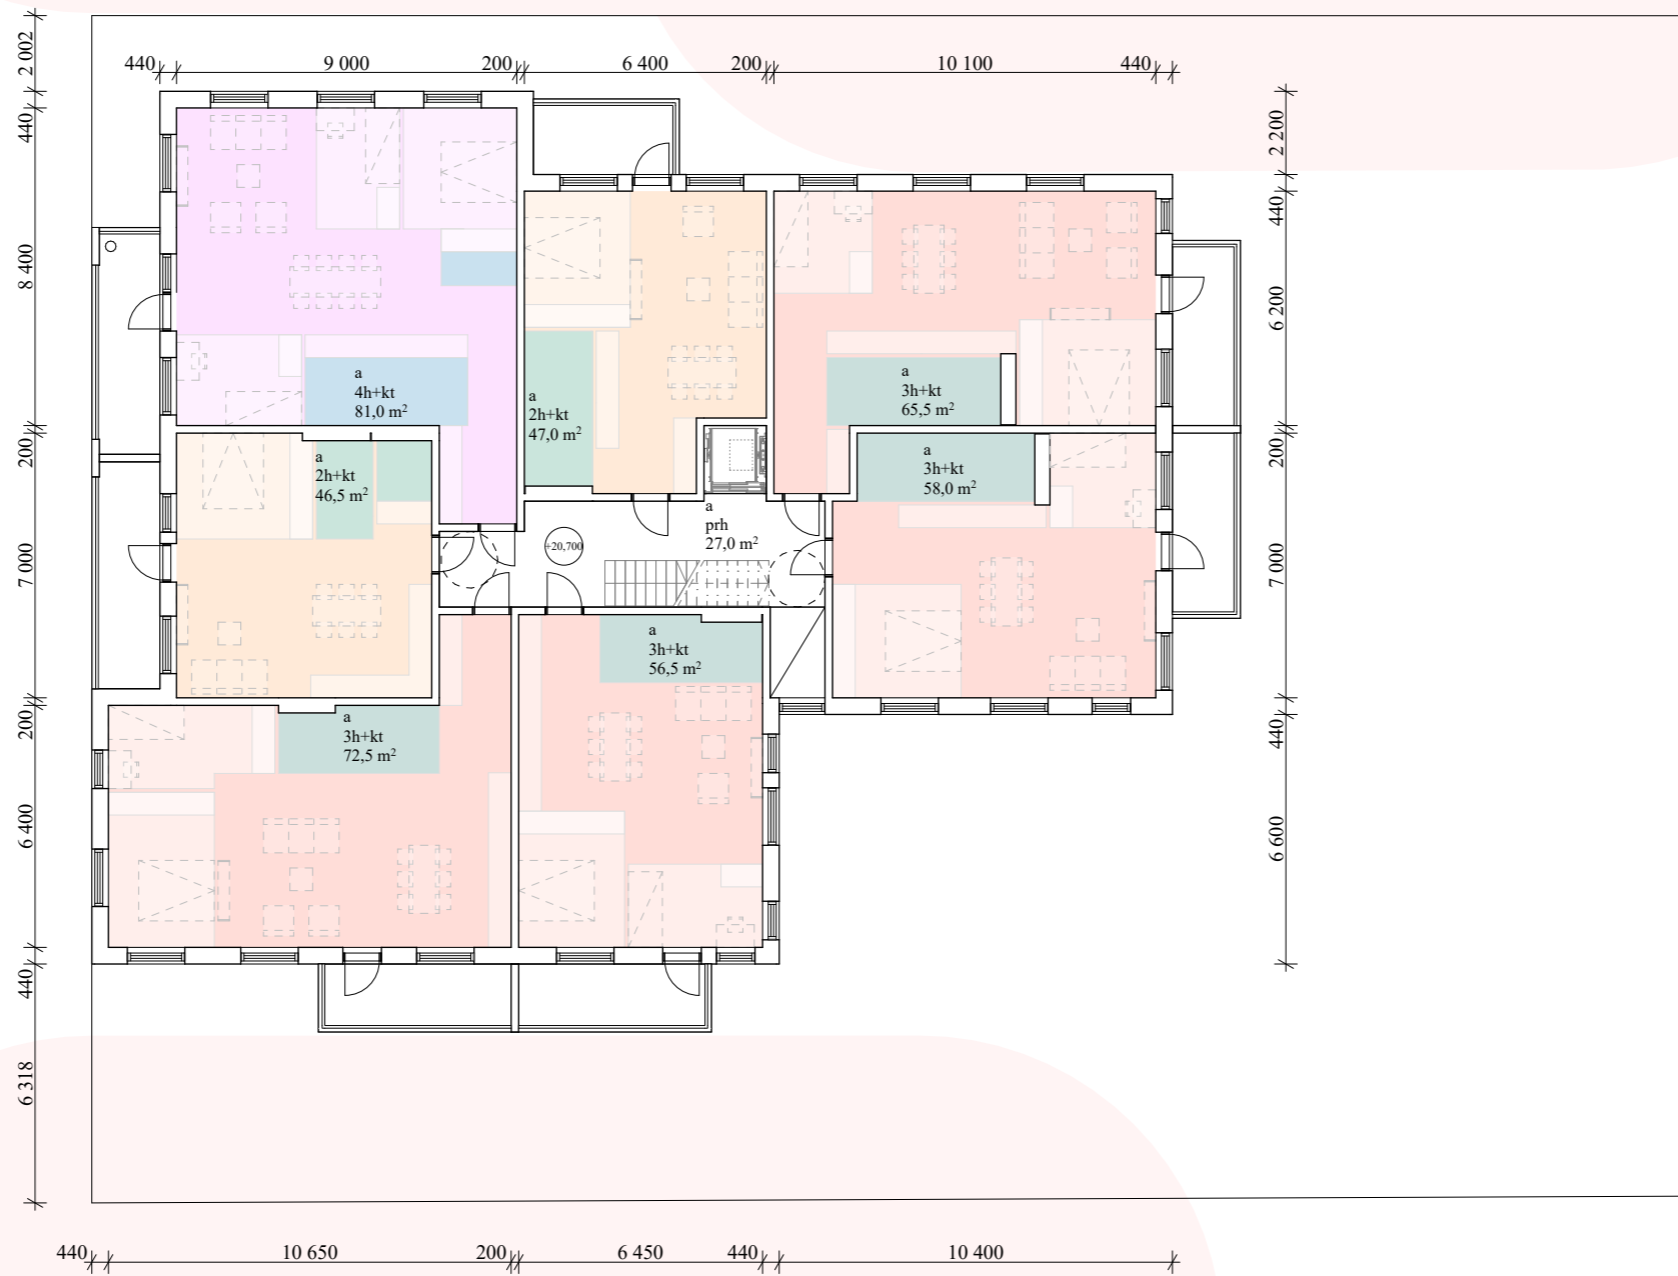 440 9 000 200 6 400 200 10 100 440
2 002
440
8 400
200
7 000
200
6 400
440
6 318
2 200
440
6 200
200
7 000
440
6 600
a
4h+kt
81,0 m²
a
2h+kt
47,0 m²
a
3h+kt
65,5 m²
a
2h+kt
46,5 m²
a
3h+kt
58,0 m²
a
prh
27,0 m²
+20,700
a
3h+kt
56,5 m²
a
3h+kt
72,5 m²
440 10 650 200 6 450 440 10 400